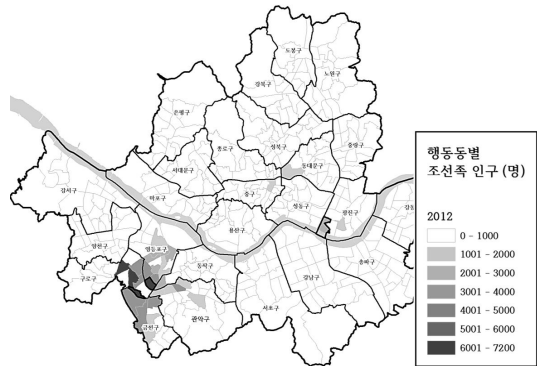 도봉구
노원구
강북구
은평구
종로구
성북구
중랑구
서대문구
동대문구
강서구
마포구
중구
성동구
광진구
용산구
양천구
영등포구
동작구
송파
강남구
구로구
서초구
관악구
금천구
행동동별
조선족 인구 (명)
2012
0 - 1000
1001 - 2000
2001 - 3000
3001 - 4000
4001 - 5000
5001 - 6000
6001 - 7200